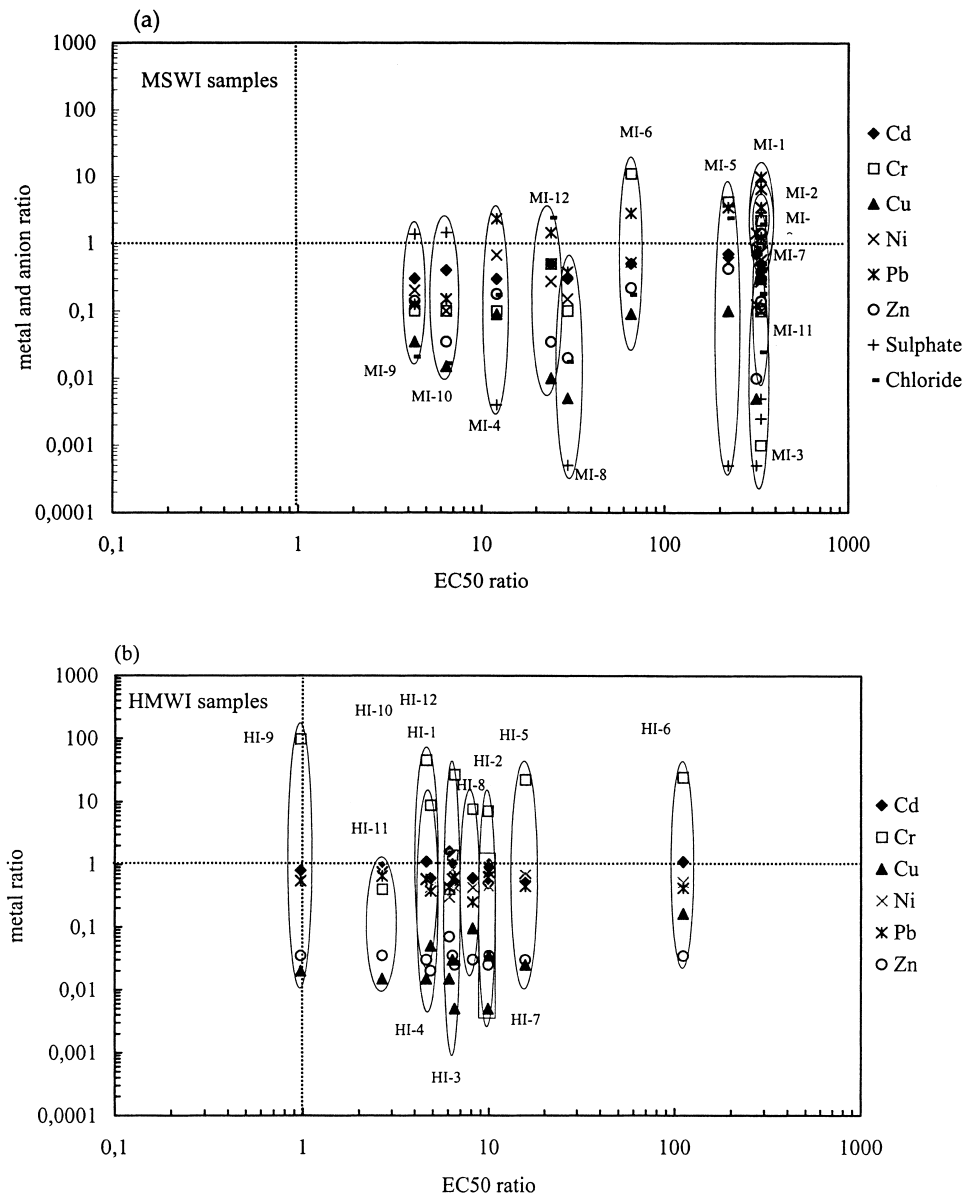 (a)
1000
100
10
1
0,1
0,01
0,001
0,0001
metal and anion ratio
MSWI samples
MI-9
MI-10
MI-4
MI-12
MI-8
MI-6
MI-5
MI-1
MI-2
MI-
MI-7
MI-11
MI-3
0,1
1
10
100
1000
EC50 ratio
Cd
Cr
Cu
Ni
Pb
Zn
Sulphate
Chloride
(b)
1000
100
10
1
0,1
0,01
0,001
0,0001
metal ratio
HMWI samples
HI-9
HI-10
HI-12
HI-1
HI-11
HI-8
HI-2
HI-5
HI-6
HI-4
HI-3
HI-7
0,1
1
10
100
1000
EC50 ratio
Cd
Cr
Cu
Ni
Pb
Zn